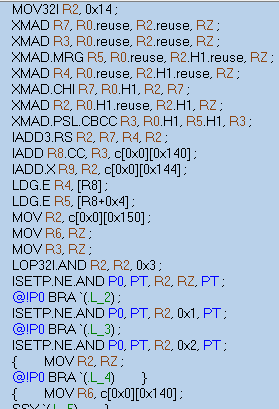 MOV32I R2, 0x14 ;
XMAD R7, R0.reuse, R2.reuse, RZ ;
XMAD R3, R0.reuse, R2.reuse, RZ ;
XMAD.MRG R5, R0.reuse, R2.H1.reuse, RZ ;
XMAD R4, R0.reuse, R2.H1.reuse, RZ ;
XMAD.CHI R7, R0.H1, R2, R7 ;
XMAD R2, R0.H1.reuse, R2.H1, RZ ;
XMAD.PSL.CBCC R3, R0.H1, R5.H1, R3 ;
IADD3.RS R2, R7, R4, R2 ;
IADD R8.CC, R3, c[0x0][0x140] ;
IADD.X R9, R2, c[0x0][0x144] ;
LDG.E R4, [R8] ;
LDG.E R5, [R8+0x4] ;
MOV R2, c[0x0][0x150] ;
MOV R6, RZ ;
MOV R3, RZ ;
LOP32I.AND R2, R2, 0x3 ;
ISETP.NE.AND P0, PT, R2, RZ, PT ;
@!P0 BRA `(.L_2) ;
ISETP.NE.AND P0, PT, R2, 0x1, PT ;
@!P0 BRA `(.L_3) ;
ISETP.NE.AND P0, PT, R2, 0x2, PT ;
{ MOV R2, RZ ;
@!P0 BRA `(.L_4) }
{ MOV R6, c[0x0][0x140] ;
SSY `(.L_5) }